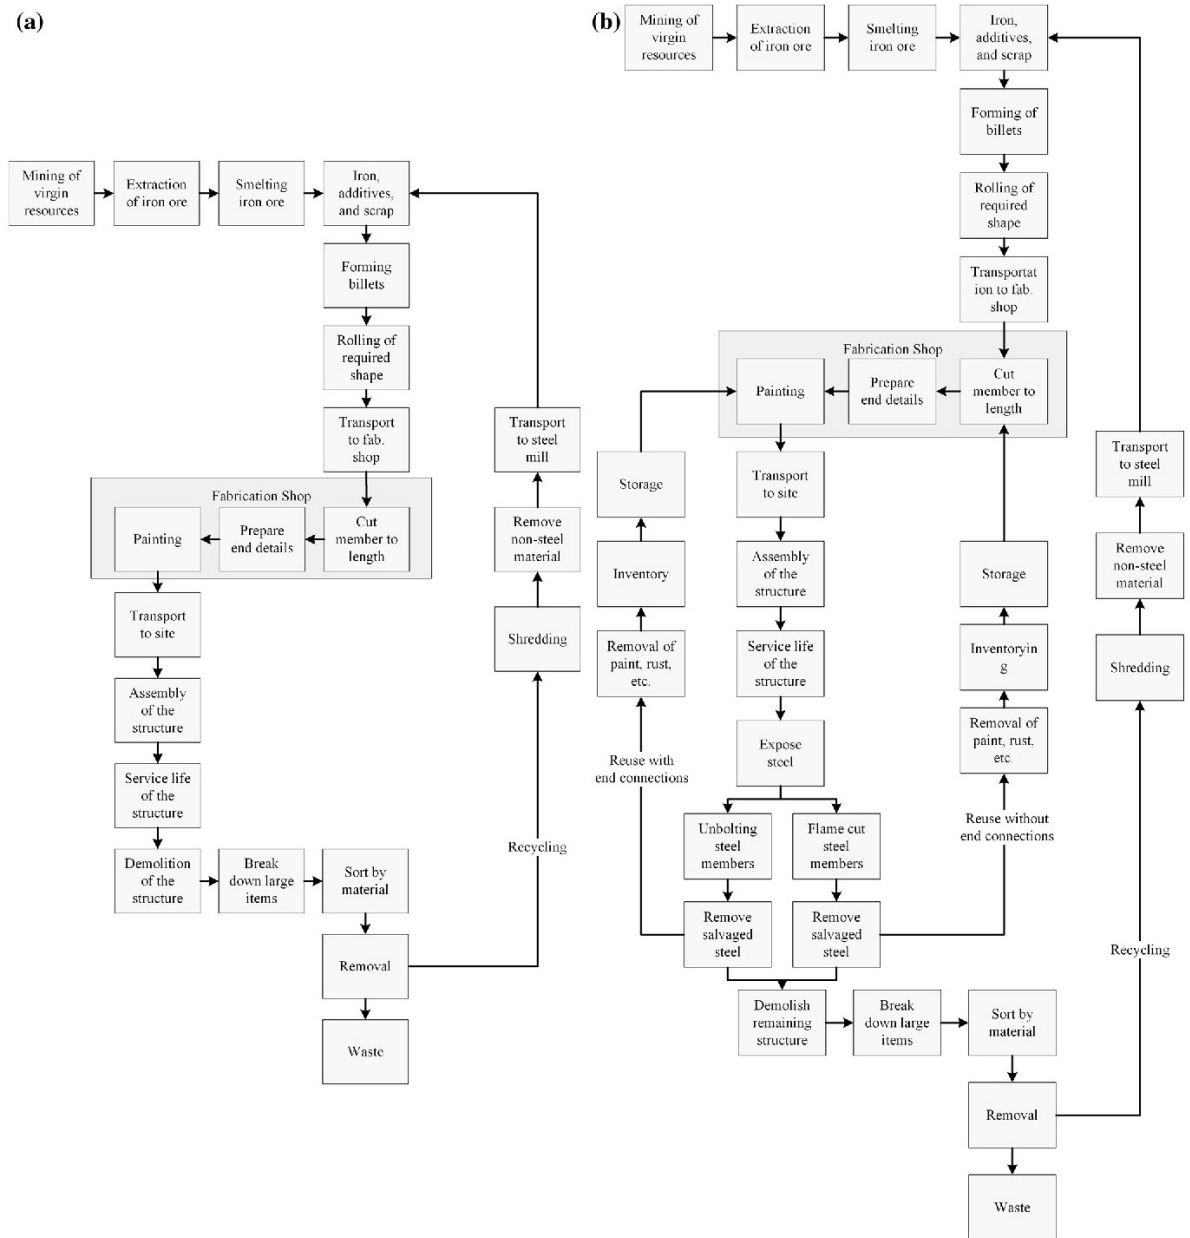 (a)
Mining of
virgin
resources
Extraction
of iron ore
Smelting
iron ore
Iron,
additives,
and scrap
Forming
billets
Rolling of
required
shape
Transport
to fab.
shop
Fabrication Shop
Painting
Prepare
end details
Cut
member to
length
Transport
to site
Assembly
of the
structure
Service life
of the
structure
Demolition
of the
structure
Break
down large
items
Sort by
material
Removal
Waste
Recycling
Shredding
Remove
non-steel
material
Transport
to steel
mill
(b)
Mining of
virgin
resources
Extraction
of iron ore
Smelting
iron ore
Iron,
additives,
and scrap
Forming of
billets
Rolling of
required
shape
Transportat
ion to fab.
shop
Fabrication Shop
Painting
Prepare
end details
Cut
member to
length
Transport
to site
Assembly
of the
structure
Service life
of the
structure
Expose
steel
Unbolting
steel
members
Flame cut
steel
members
Remove
salvaged
steel
Remove
salvaged
steel
Reuse with
end connections
Removal of
paint, rust,
etc.
Inventory
Storage
Reuse without
end connections
Removal of
paint, rust,
etc.
Inventoryin
g
Storage
Demolish
remaining
structure
Break
down large
items
Sort by
material
Removal
Waste
Recycling
Shredding
Remove
non-steel
material
Transport
to steel
mill